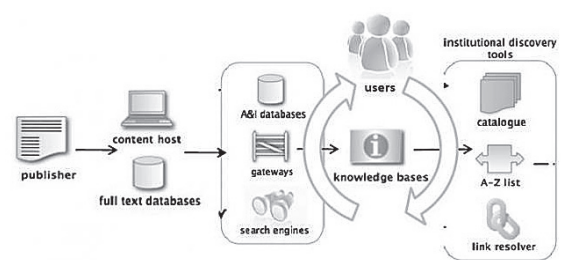 institutional discovery
tools
users
A&I databases
catalogue
content host
publisher
gateways
knowledge bases
A-Z list
full text databases
search engines
link resolver